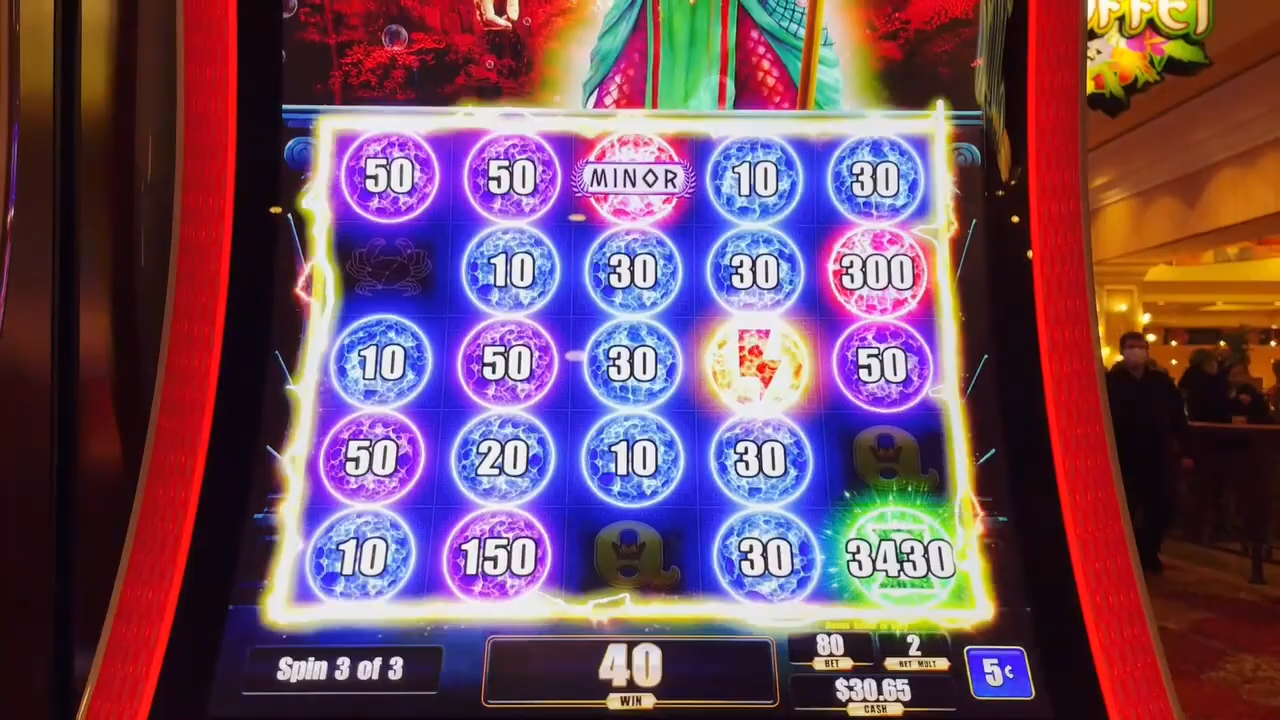 50 50 MINOR 10 30
10 30 30 300
10 50 30 50
50 20 10 30 Q
10 150 Q 30 3430
Spin 3 of 3
40
WIN
80
BET
2
BET MULT
$30.65
CASH
5¢